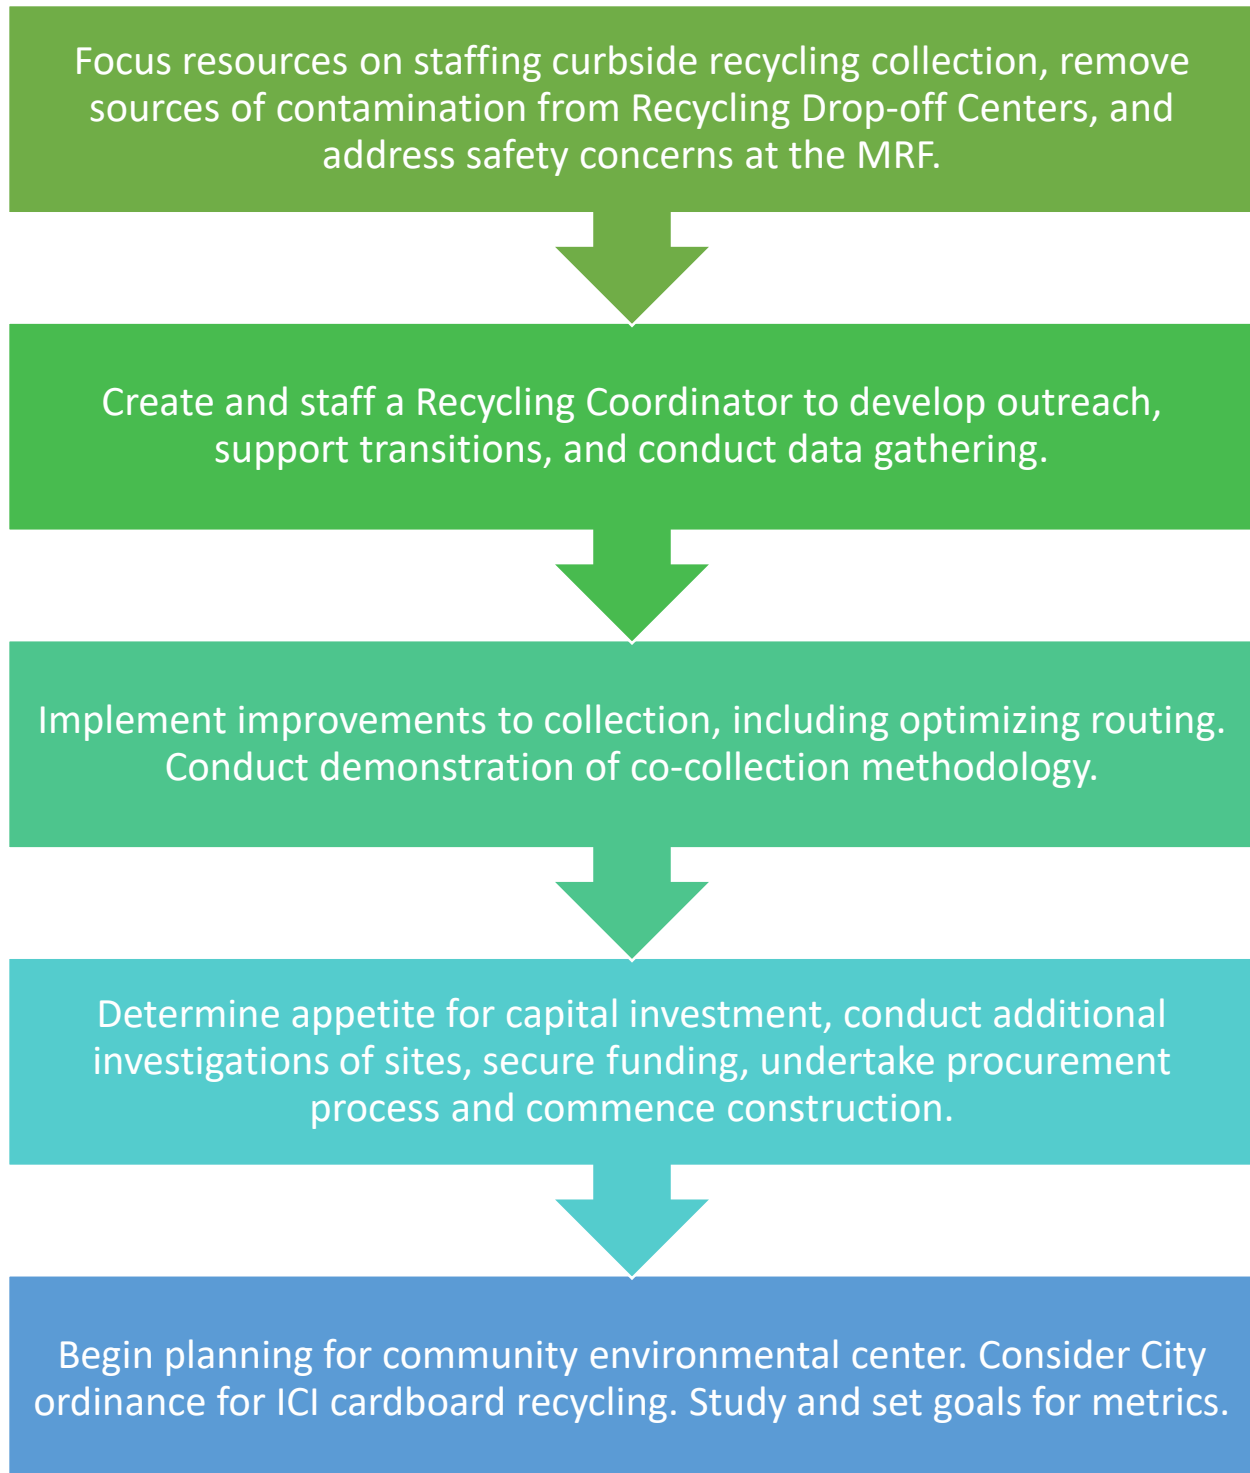 Focus resources on staffing curbside recycling collection, remove
sources of contamination from Recycling Drop-off Centers, and
address safety concerns at the MRF.
Create and staff a Recycling Coordinator to develop outreach,
support transitions, and conduct data gathering.
Implement improvements to collection, including optimizing routing.
Conduct demonstration of co-collection methodology.
Determine appetite for capital investment, conduct additional
investigations of sites, secure funding, undertake procurement
process and commence construction.
Begin planning for community environmental center. Consider City
ordinance for ICI cardboard recycling. Study and set goals for metrics.